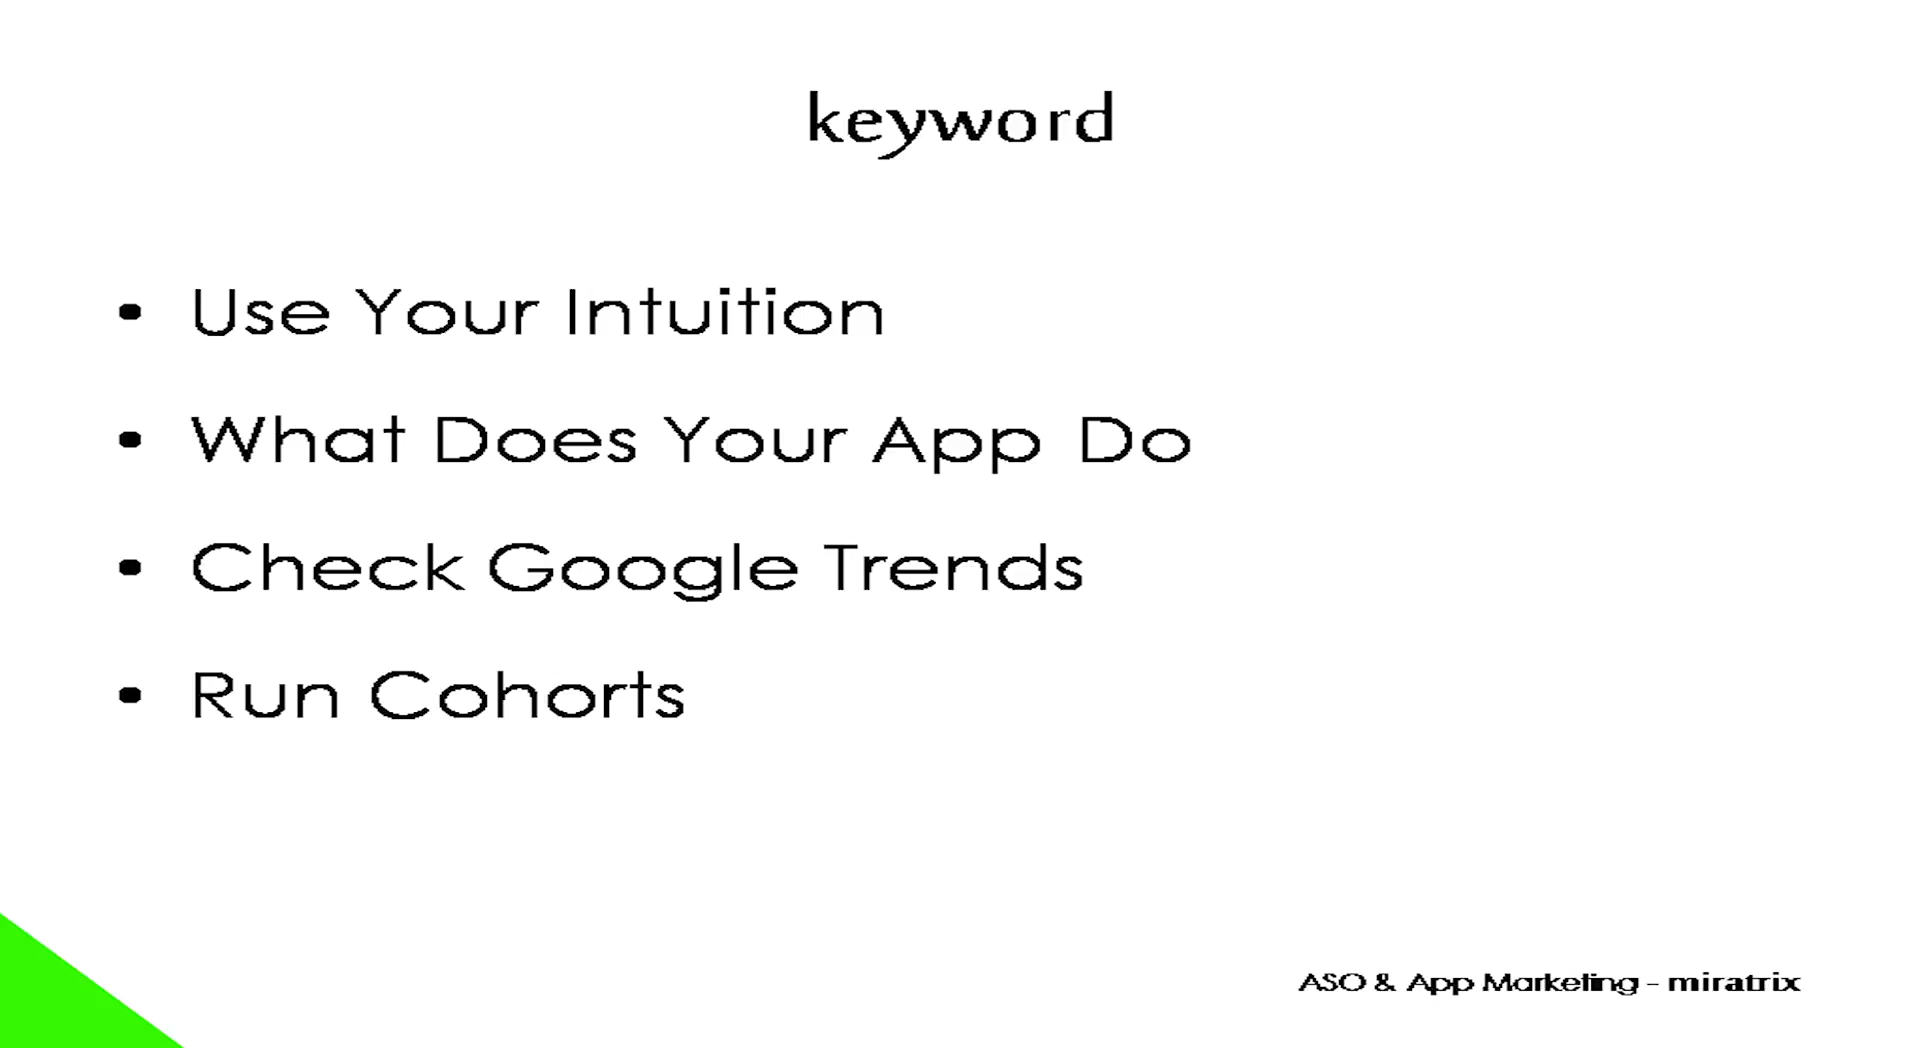 keyword
• Use Your Intuition
• What Does Your App Do
• Check Google Trends
• Run Cohorts
ASO & App Marketing - miratrix